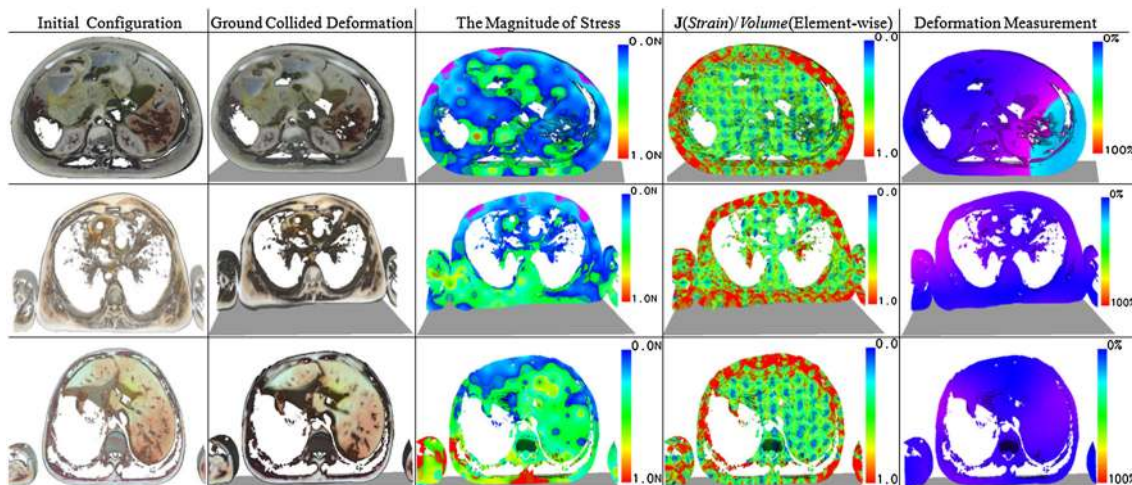 Initial Configuration
Ground Collided Deformation
The Magnitude of Stress
J(Strain)/Volume(Element-wise)
Deformation Measurement
0.0N
1.0N
0.0
1.0
0%
100%
0.0N
1.0N
0.0
1.0
0%
100%
0.0N
1.0N
0.0
1.0
0%
100%